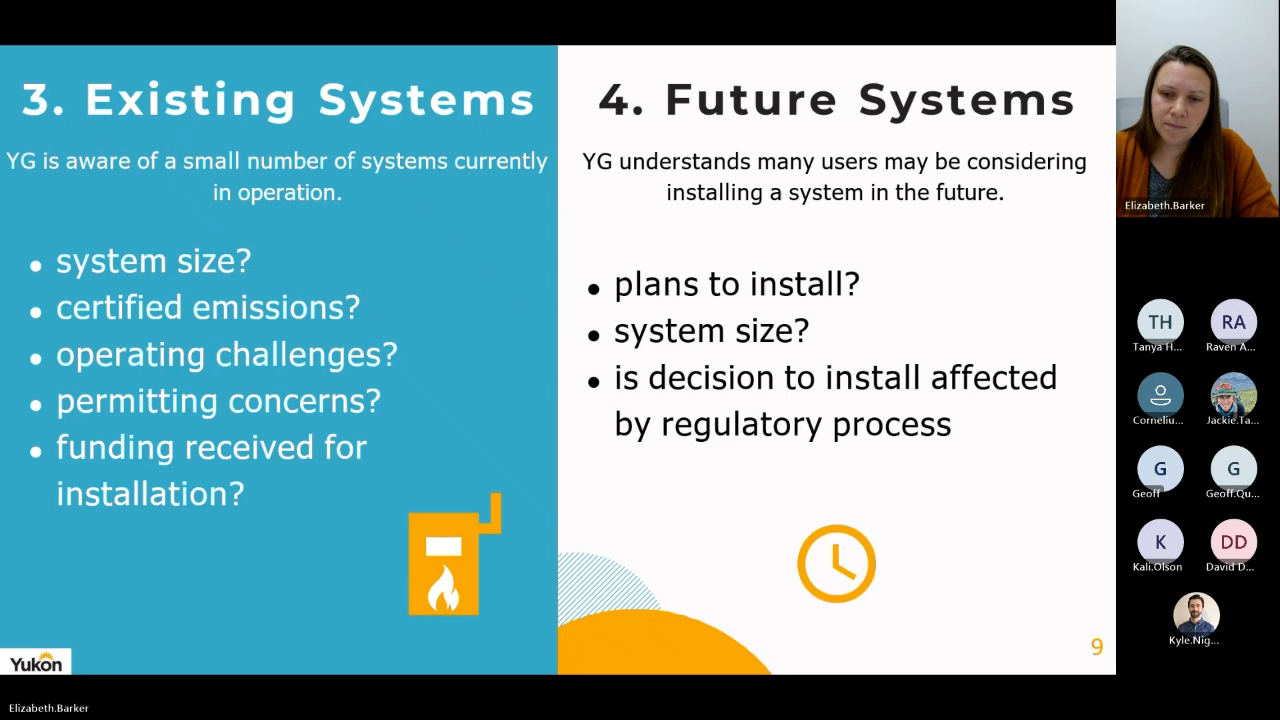 3. Existing Systems
YG is aware of a small number of systems currently
in operation.
• system size?
• certified emissions?
• operating challenges?
• permitting concerns?
• funding received for
installation?
Yukon
4. Future Systems
YG understands many users may be considering
installing a system in the future.
• plans to install?
• system size?
• is decision to install affected
by regulatory process
9
Elizabeth.Barker
TH
Tanya H...
RA
Raven A...
Corneliu...
Jackie.Ta...
G
Geoff
G
Geoff.Qu...
K
Kali.Olson
DD
David D...
Kyle.Nig...
Elizabeth.Barker